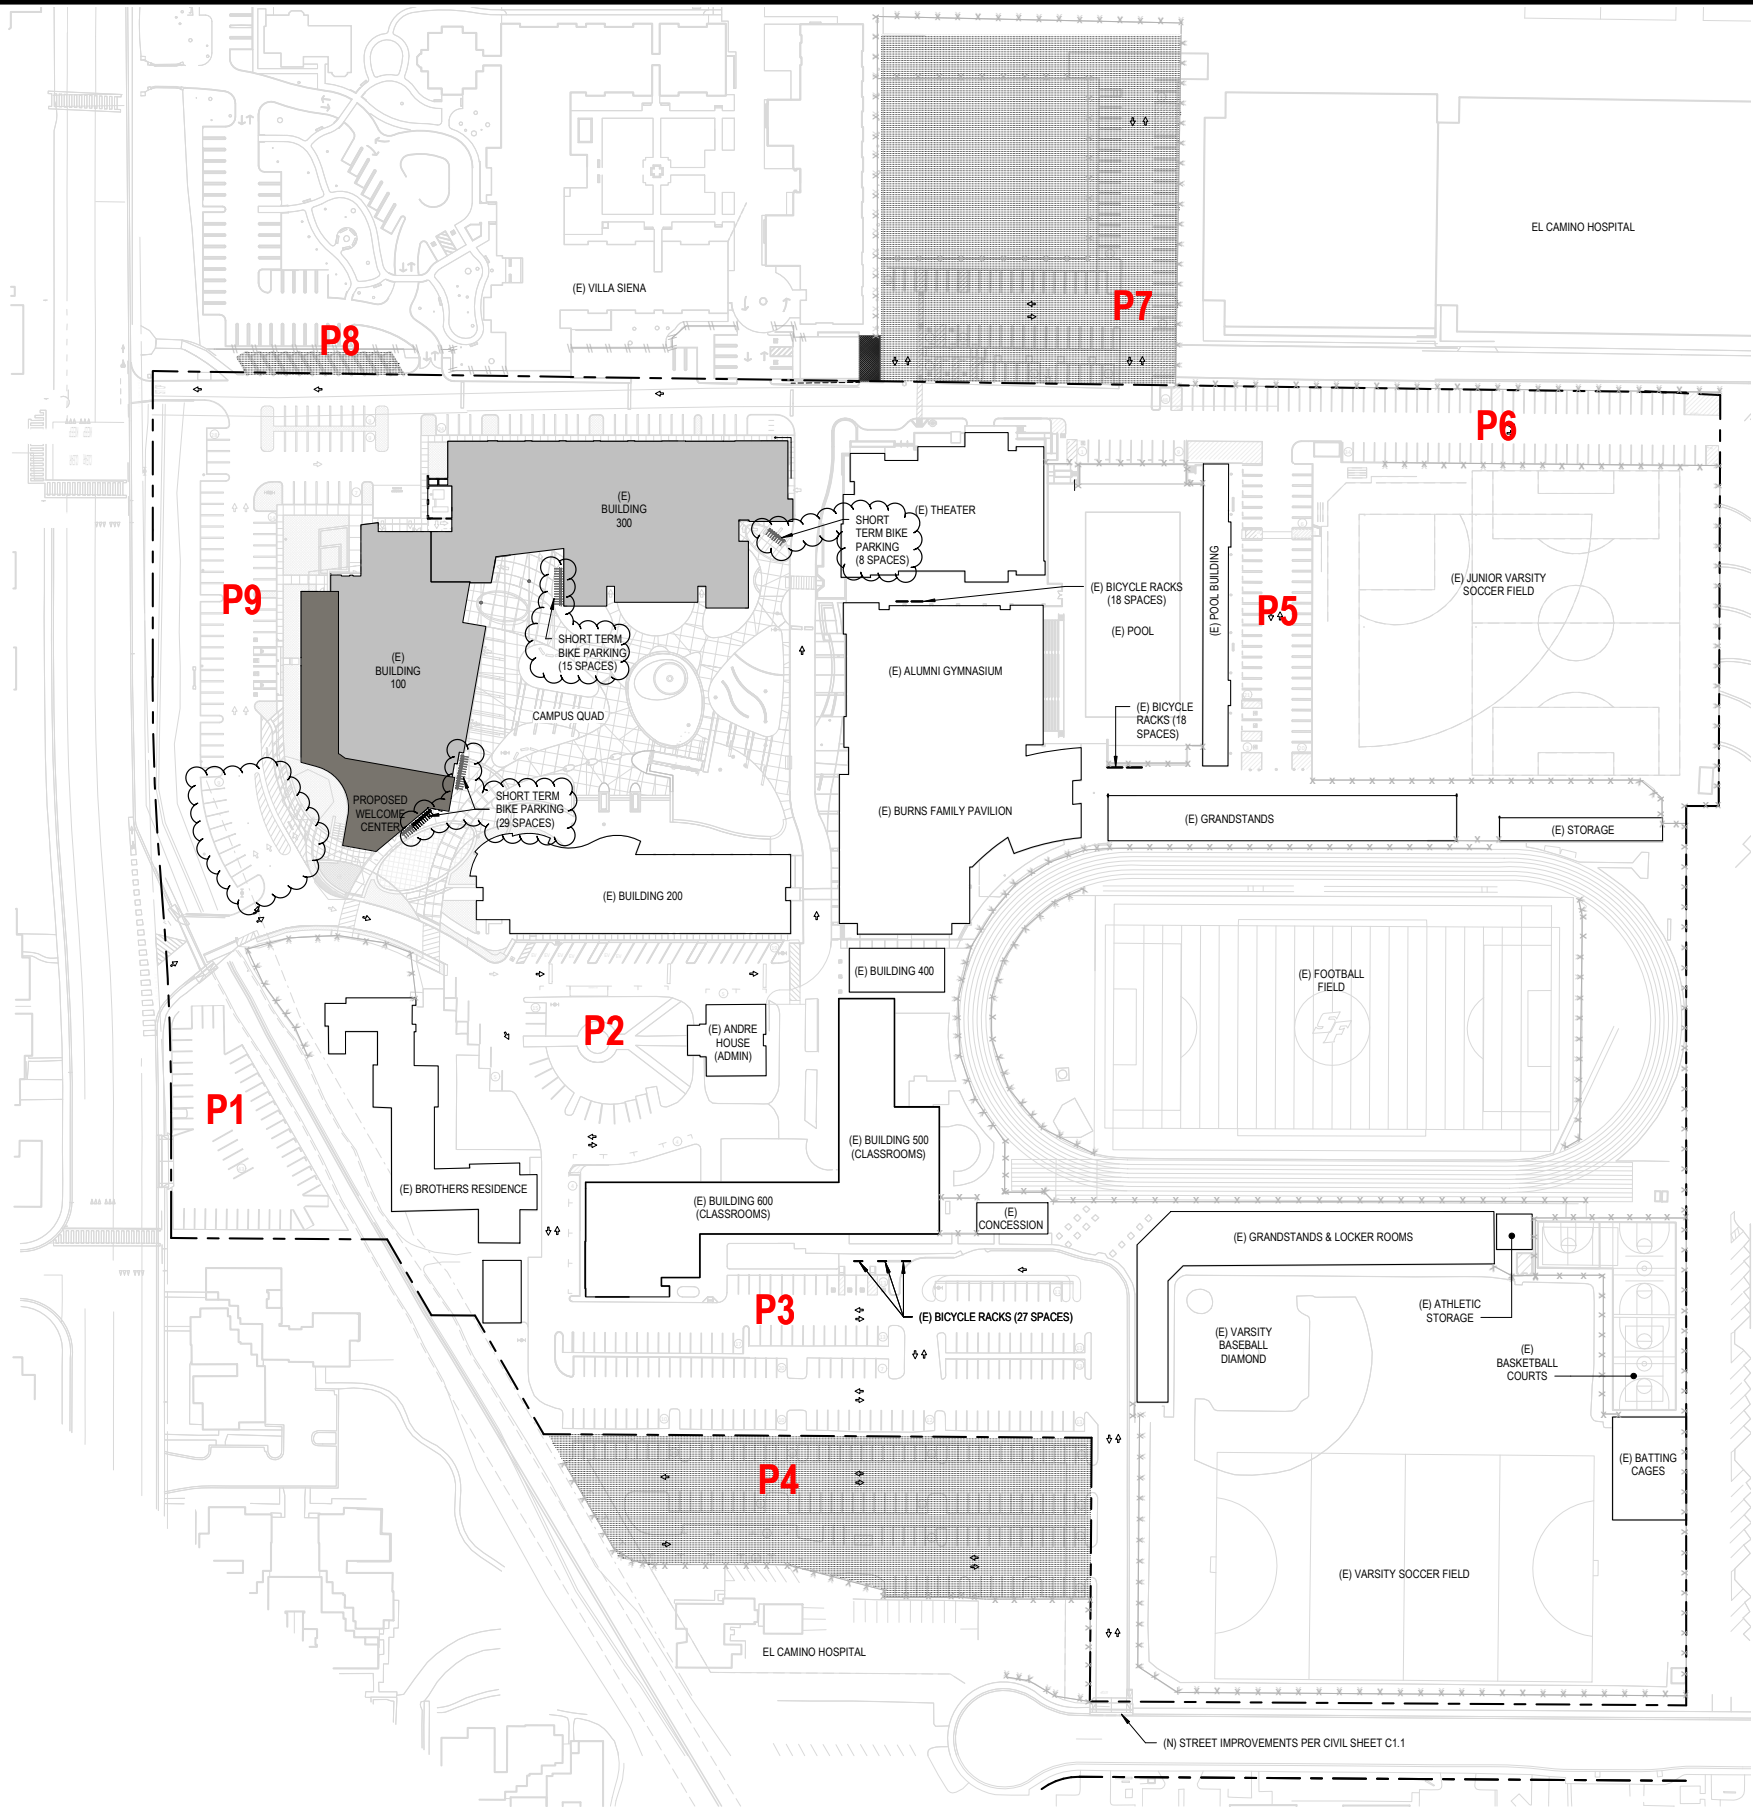 EL CAMINO HOSPITAL
(E) VILLA SIENA
P7
P8
P6
(E)
BUILDING
300
(E) THEATER
SHORT
TERM BIKE
PARKING
(8 SPACES)
(E) BICYCLE RACKS
(18 SPACES)
(E) POOL
(E) POOL BUILDING
P5
(E) JUNIOR VARSITY
SOCCER FIELD
P9
SHORT TERM
BIKE PARKING
(15 SPACES)
(E)
BUILDING
100
(E) ALUMNI GYMNASIUM
CAMPUS QUAD
(E) BICYCLE
RACKS (18
SPACES)
PROPOSED
WELCOME
CENTER
SHORT TERM
BIKE PARKING
(29 SPACES)
(E) BURNS FAMILY PAVILION
(E) GRANDSTANDS
(E) STORAGE
(E) BUILDING 200
(E) BUILDING 400
(E) FOOTBALL
FIELD
SF
P2
(E) ANDRE
HOUSE
(ADMIN)
P1
(E) BUILDING 500
(CLASSROOMS)
(E) BROTHERS RESIDENCE
(E) BUILDING 600
(CLASSROOMS)
(E)
CONCESSION
(E) GRANDSTANDS & LOCKER ROOMS
P3
(E) BICYCLE RACKS (27 SPACES)
(E) ATHLETIC
STORAGE
(E) VARSITY
BASEBALL
DIAMOND
(E)
BASKETBALL
COURTS
P4
(E) BATTING
CAGES
(E) VARSITY SOCCER FIELD
EL CAMINO HOSPITAL
(N) STREET IMPROVEMENTS PER CIVIL SHEET C1.1